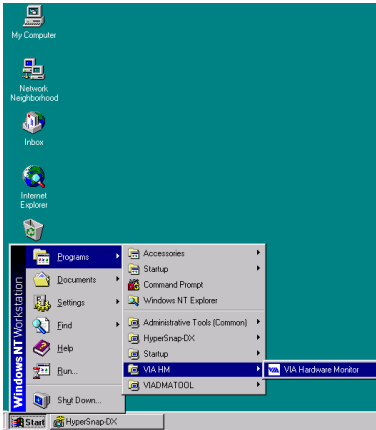 My Computer
Network
Neighborhood
Inbox
Internet
Explorer
Windows NT Workstation
Programs
Documents
Settings
Find
Help
Run...
Shut Down...
Accessories
Startup
Command Prompt
Windows NT Explorer
Administrative Tools (Common)
HyperSnap-DX
Startup
VIA HM
VIADMATOOL
VIA Hardware Monitor
Start
HyperSnap-DX